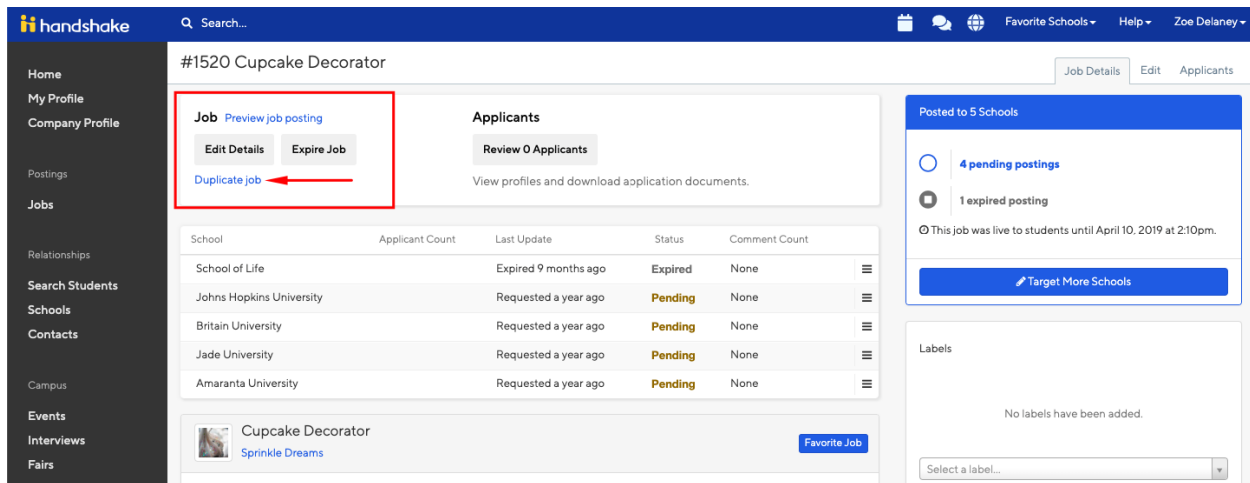 handshake
Search...
Favorite Schools
Help
Zoe Delaney
Home
My Profile
Company Profile
Postings
Jobs
Relationships
Search Students
Schools
Contacts
Campus
Events
Interviews
Fairs
#1520 Cupcake Decorator
Job Details Edit Applicants
Job Preview job posting
Edit Details Expire Job
Duplicate job
Applicants
Review 0 Applicants
View profiles and download application documents.
School Applicant Count Last Update Status Comment Count
School of Life Expired 9 months ago Expired None
Johns Hopkins University Requested a year ago Pending None
Britain University Requested a year ago Pending None
Jade University Requested a year ago Pending None
Amaranta University Requested a year ago Pending None
Cupcake Decorator
Sprinkle Dreams
Favorite Job
Posted to 5 Schools
4 pending postings
1 expired posting
This job was live to students until April 10, 2019 at 2:10pm.
Target More Schools
Labels
No labels have been added.
Select a label...